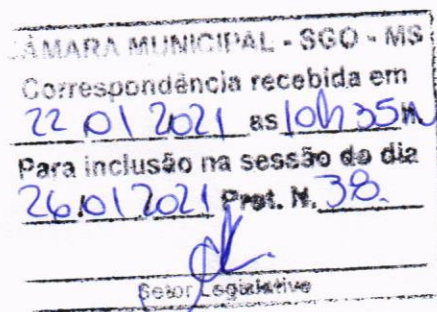 CÂMARA MUNICIPAL - SGO - MS
Correspondência recebida em
22 01 2021 as 10h35M
Para inclusão na sessão do dia
26.01 2021 Prot. N. 38.
Setor Legislativo